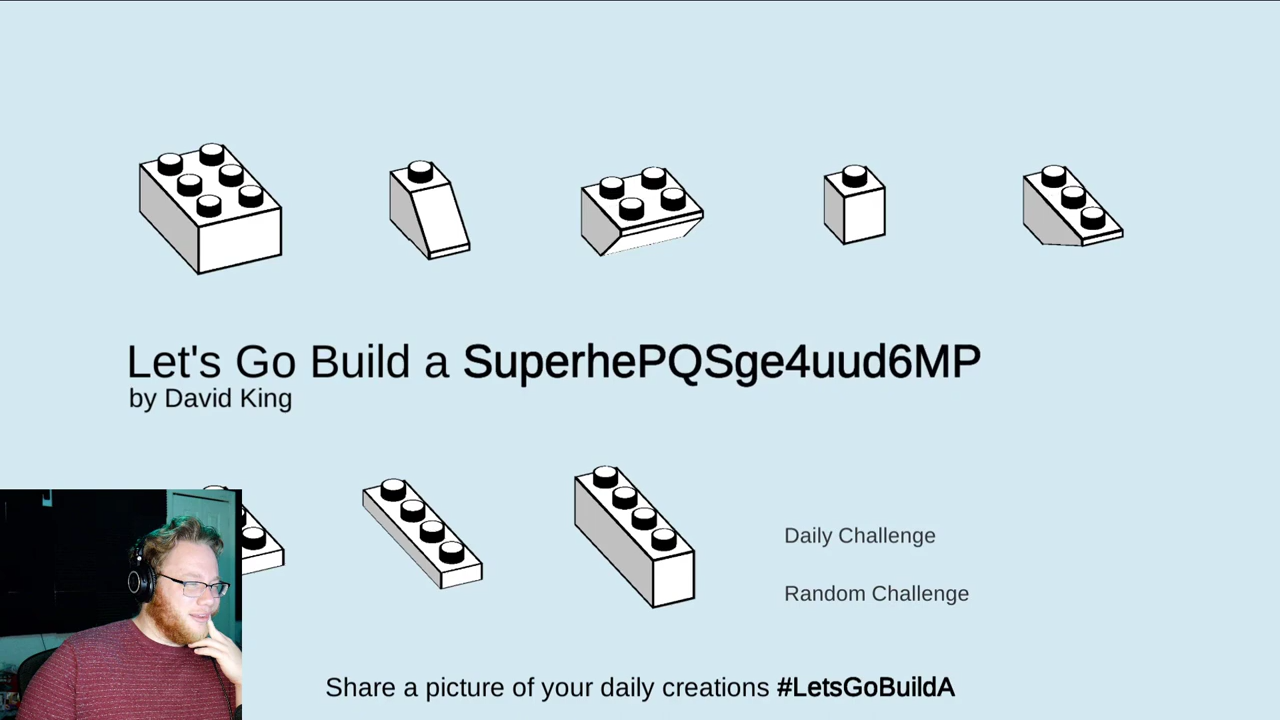 Let's Go Build a SuperhePQSge4uud6MP
by David King
Daily Challenge
Random Challenge
Share a picture of your daily creations #LetsGoBuildA